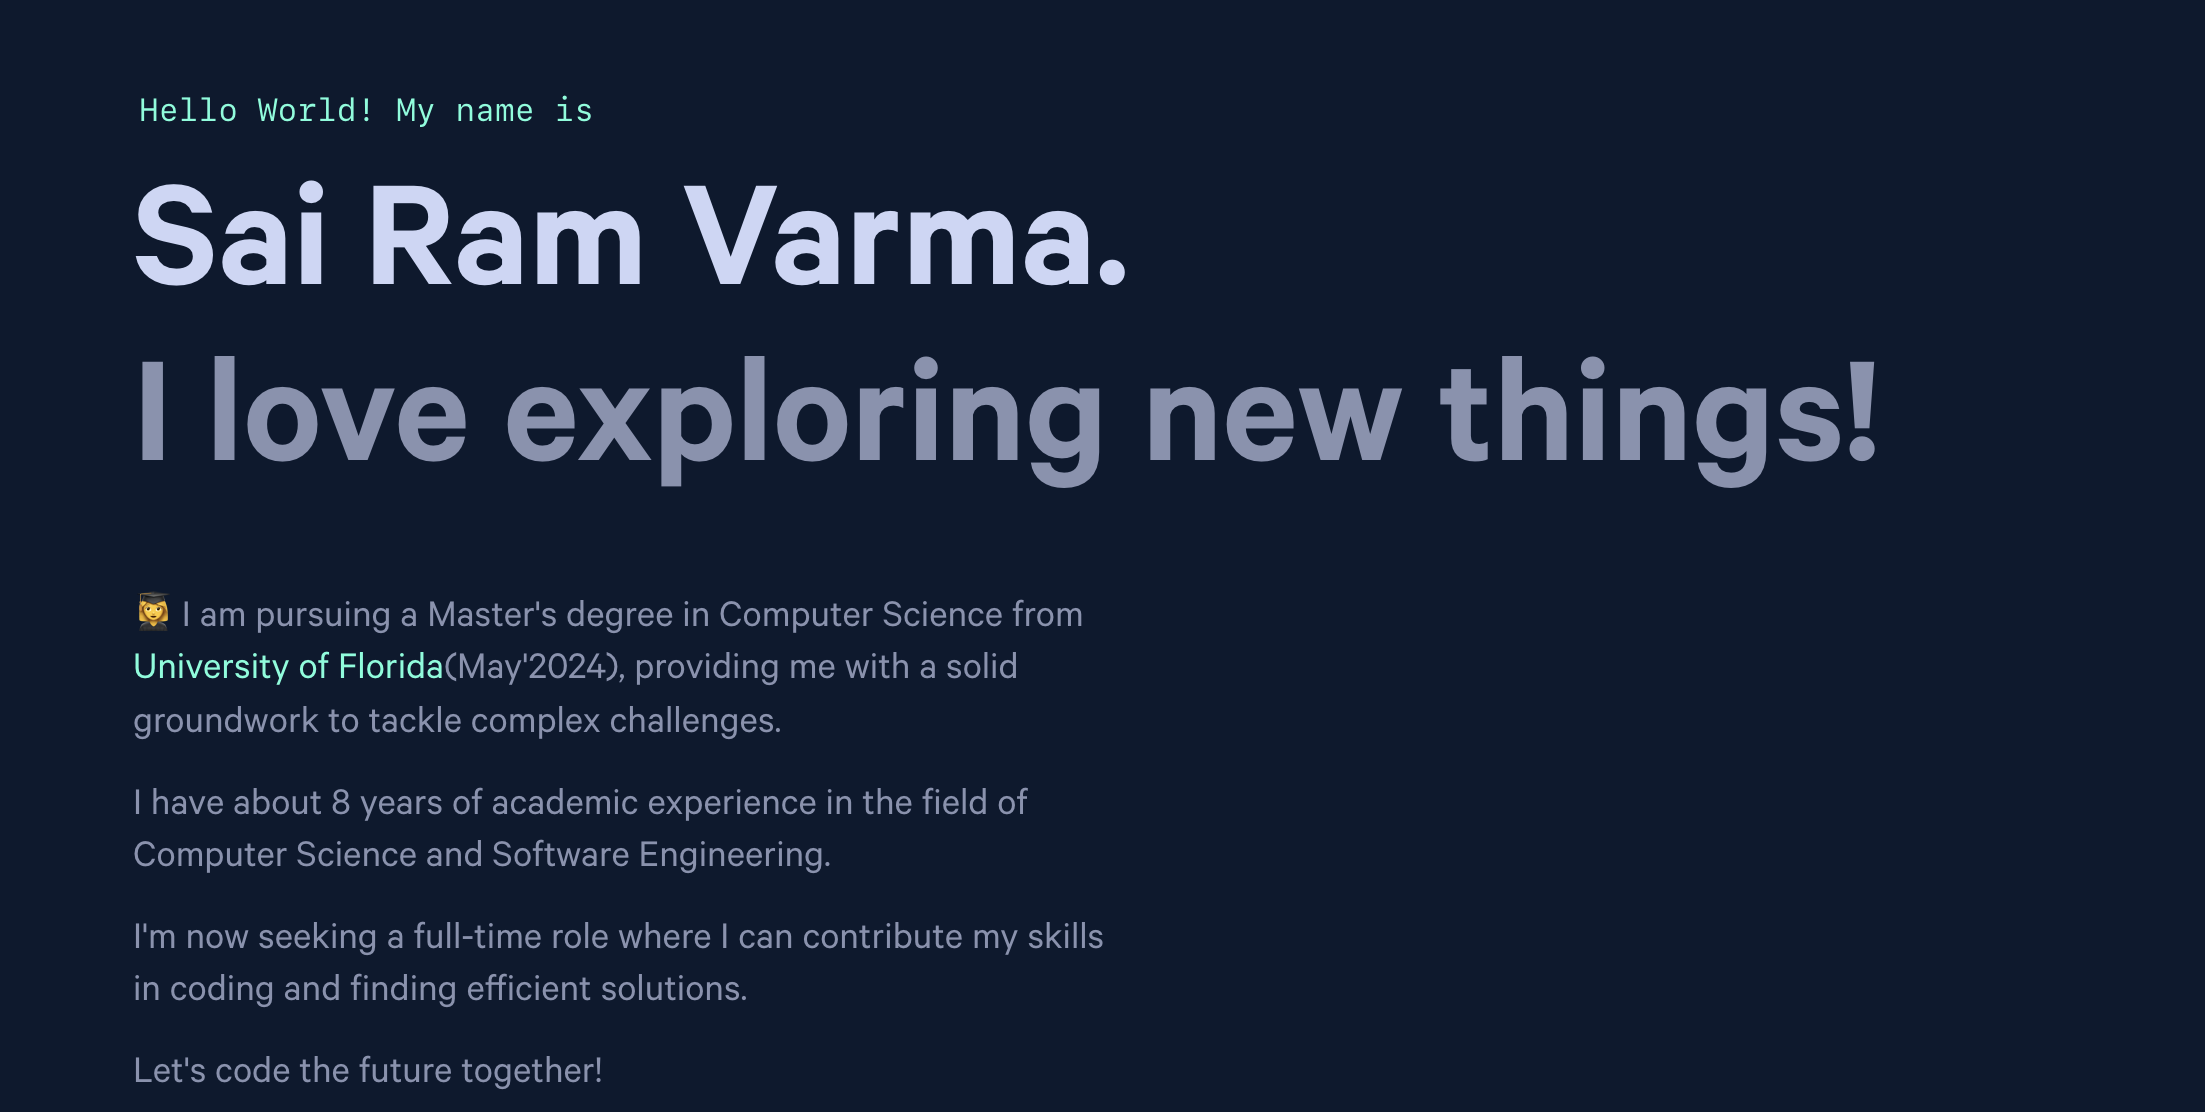 Hello World! My name is
Sai Ram Varma.
I love exploring new things!
👩‍🎓 I am pursuing a Master's degree in Computer Science from
University of Florida(May'2024), providing me with a solid
groundwork to tackle complex challenges.
I have about 8 years of academic experience in the field of
Computer Science and Software Engineering.
I'm now seeking a full-time role where I can contribute my skills
in coding and finding efficient solutions.
Let's code the future together!